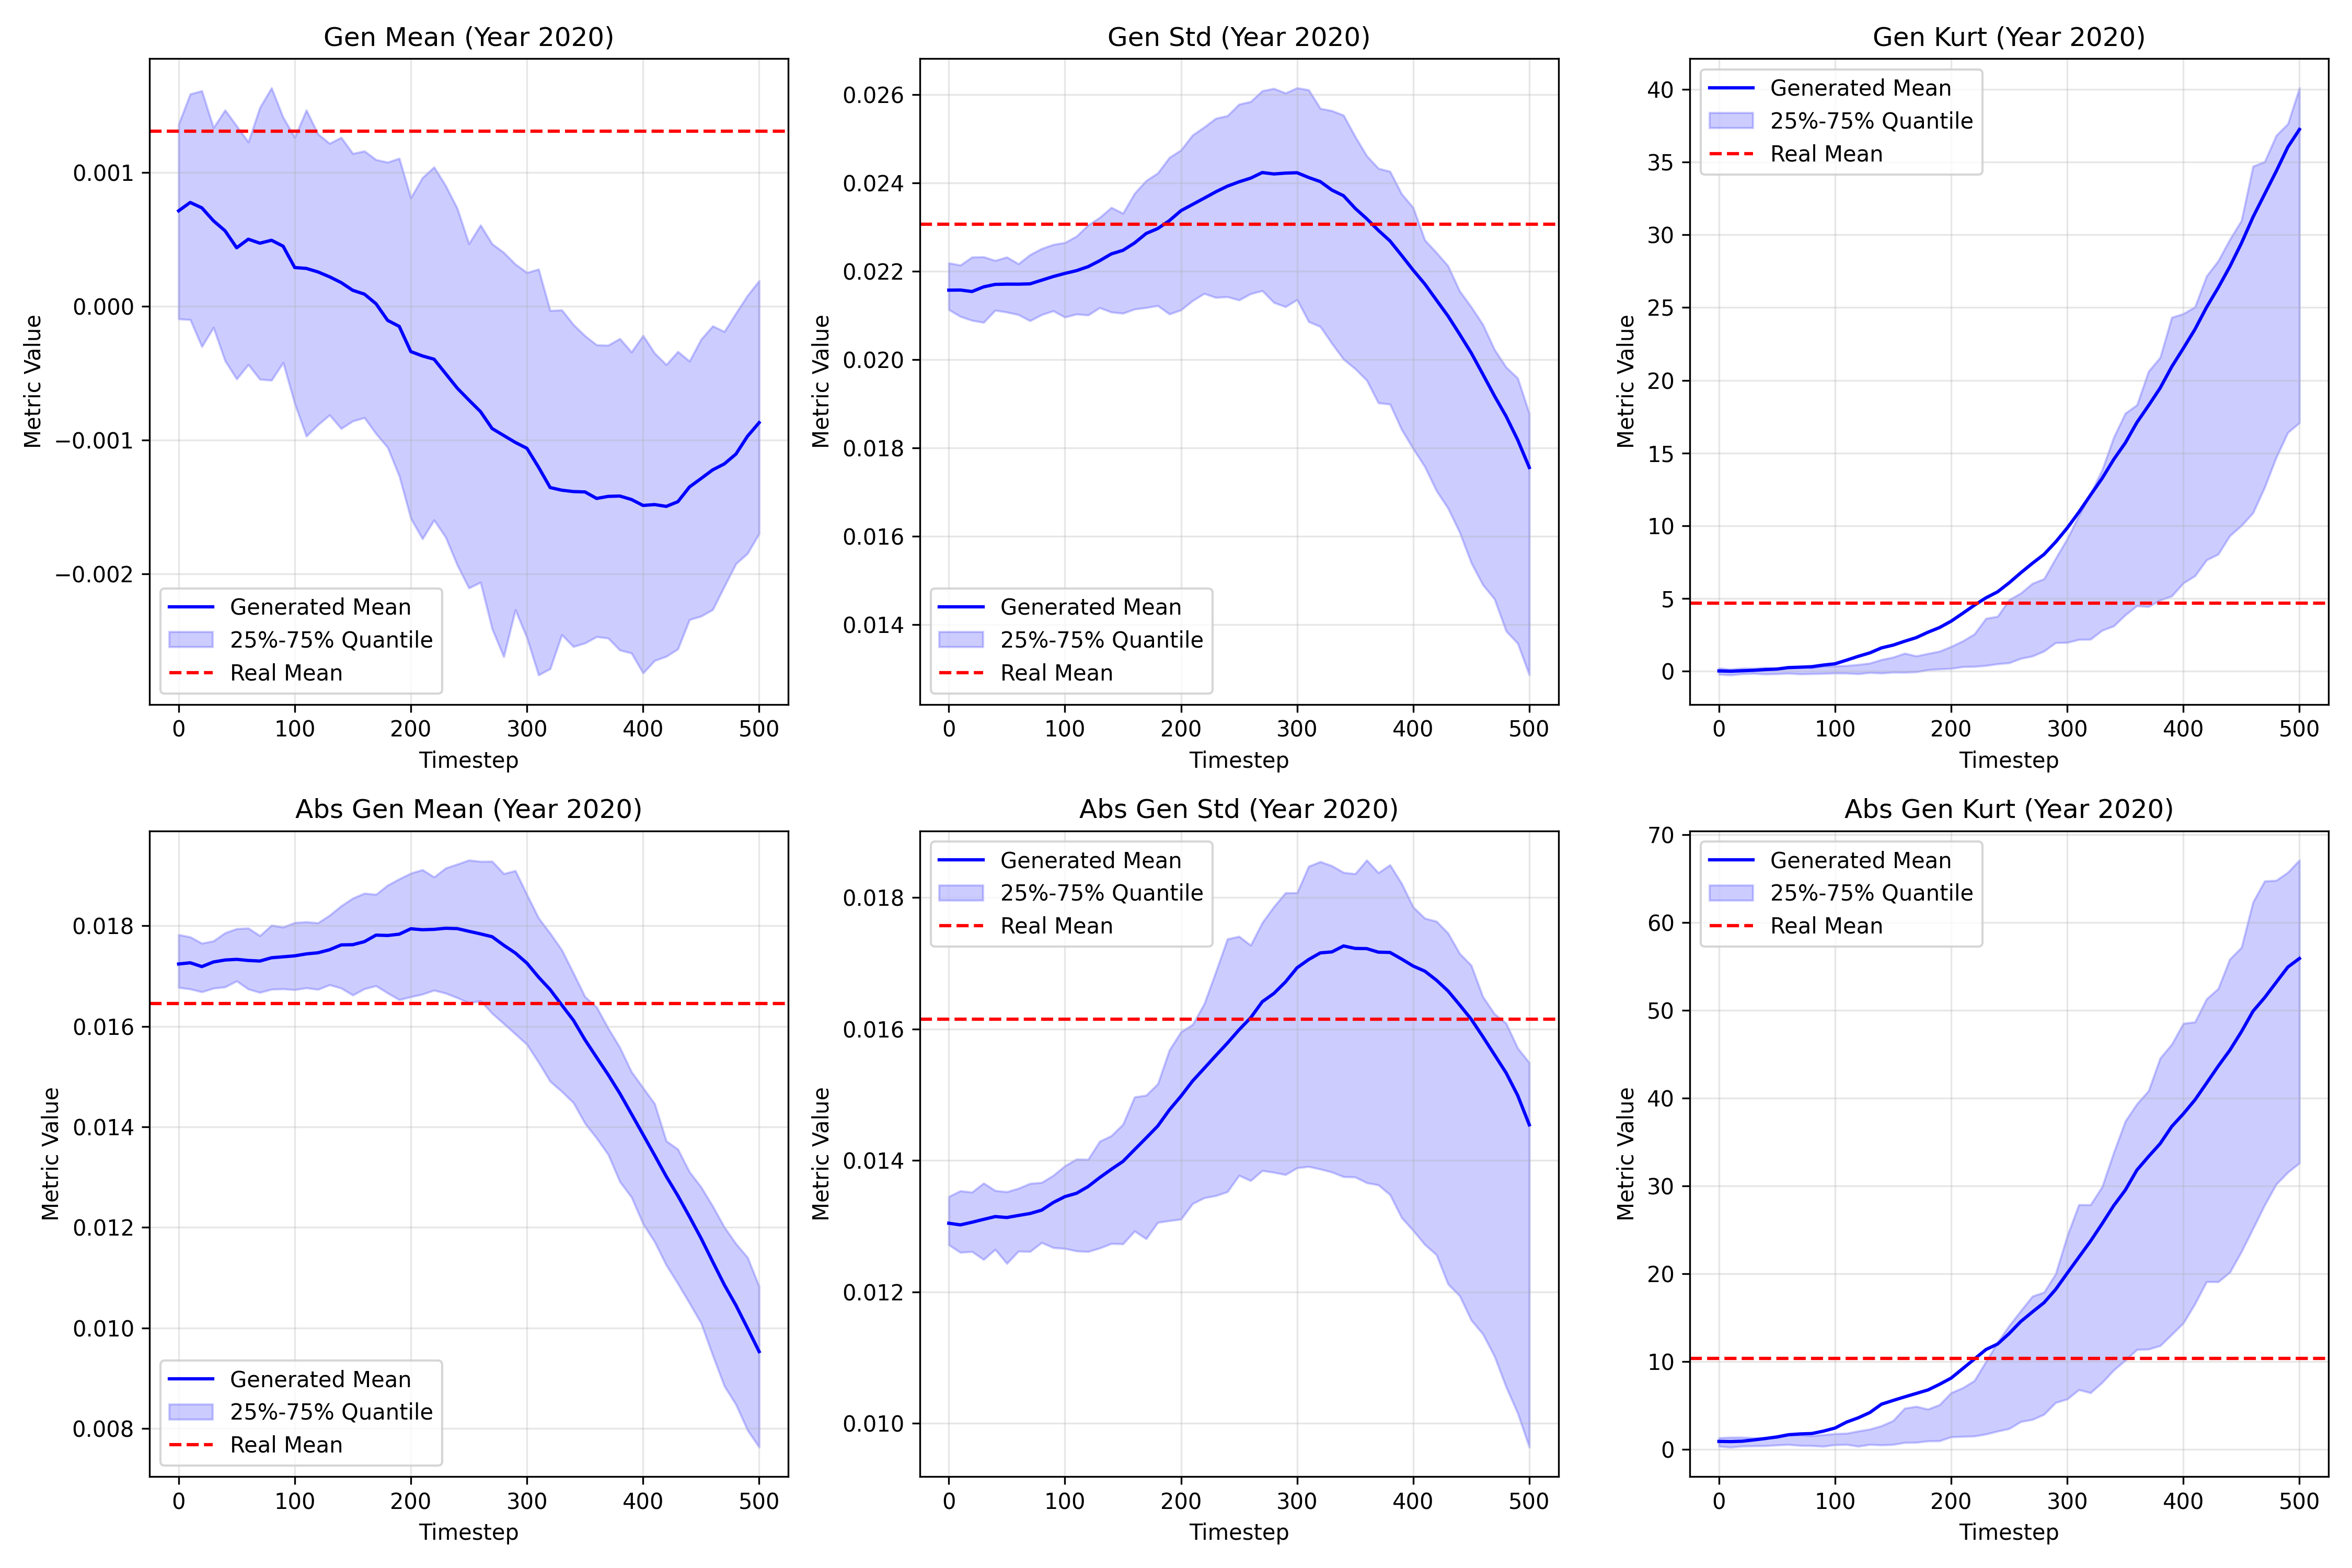 Gen Mean (Year 2020)
Metric Value
0.001
0.000
−0.001
−0.002
Generated Mean
25%-75% Quantile
Real Mean
0 100 200 300 400 500
Timestep
Gen Std (Year 2020)
Metric Value
0.026
0.024
0.022
0.020
0.018
0.016
0.014
Generated Mean
25%-75% Quantile
Real Mean
0 100 200 300 400 500
Timestep
Gen Kurt (Year 2020)
Metric Value
40
35
30
25
20
15
10
5
0
Generated Mean
25%-75% Quantile
Real Mean
0 100 200 300 400 500
Timestep
Abs Gen Mean (Year 2020)
Metric Value
0.018
0.016
0.014
0.012
0.010
0.008
Generated Mean
25%-75% Quantile
Real Mean
0 100 200 300 400 500
Timestep
Abs Gen Std (Year 2020)
Metric Value
0.018
0.016
0.014
0.012
0.010
Generated Mean
25%-75% Quantile
Real Mean
0 100 200 300 400 500
Timestep
Abs Gen Kurt (Year 2020)
Metric Value
70
60
50
40
30
20
10
0
Generated Mean
25%-75% Quantile
Real Mean
0 100 200 300 400 500
Timestep